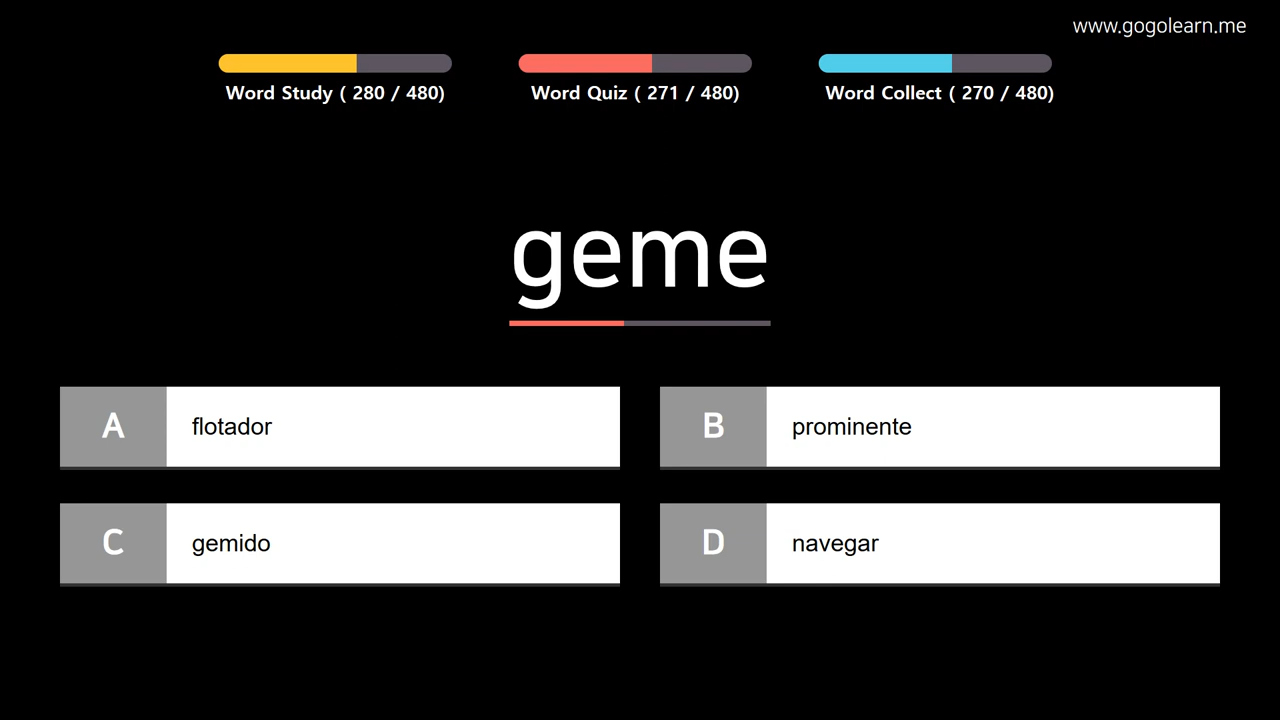 www.gogolearn.me
Word Study ( 280 / 480)
Word Quiz ( 271 / 480)
Word Collect ( 270 / 480)
geme
A flotador
B prominente
C gemido
D navegar